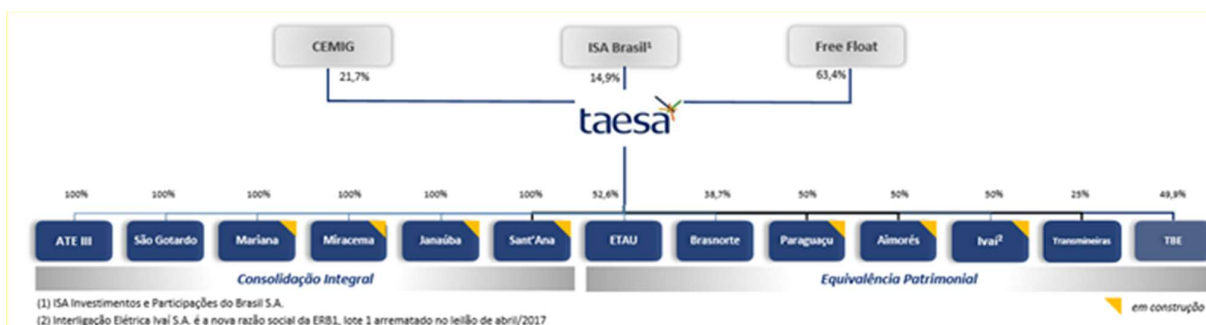 CEMIG
ISA Brasil¹
Free Float
21,7%
14,9%
63,4%
taesa
100%
100%
100%
100%
100%
100%
52,6%
38,7%
50%
50%
50%
25%
49,8%
ATE III
São Gotardo
Mariana
Miracema
Janaúba
Sant'Ana
ETAU
Brasnorte
Paraguaçu
Aimorés
Ivaí²
Transmineiras
TBE
Consolidação Integral
Equivalência Patrimonial
(1) ISA Investimentos e Participações do Brasil S.A.
em construção
(2) Interligação Elétrica Ivaí S.A. é a nova razão social da ERB1, lote 1 arrematado no leilão de abril/2017